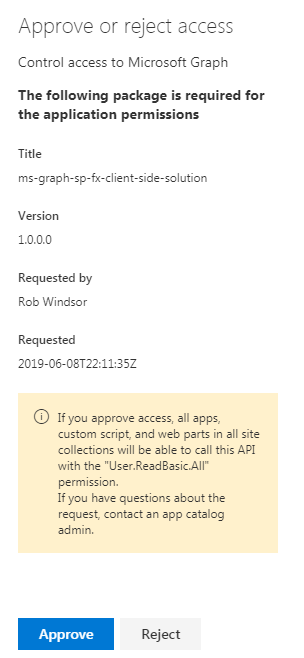 Approve or reject access
Control access to Microsoft Graph
The following package is required for
the application permissions
Title
ms-graph-sp-fx-client-side-solution
Version
1.0.0.0
Requested by
Rob Windsor
Requested
2019-06-08T22:11:35Z
If you approve access, all apps,
custom script, and web parts in all site
collections will be able to call this API
with the "User.ReadBasic.All"
permission.
If you have questions about the
request, contact an app catalog
admin.
Approve
Reject